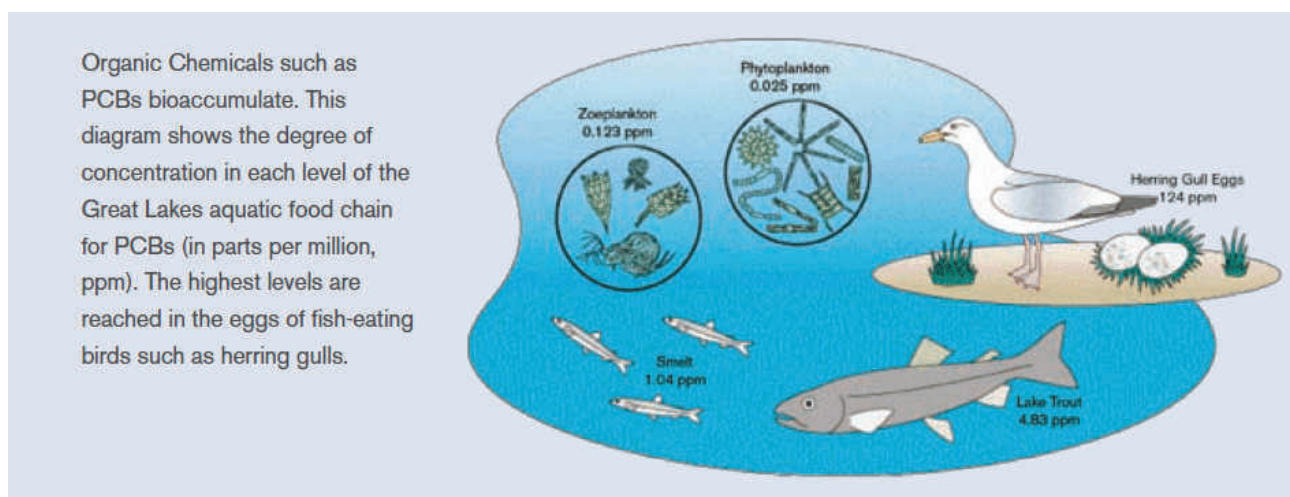 Organic Chemicals such as
PCBs bioaccumulate. This
diagram shows the degree of
concentration in each level of the
Great Lakes aquatic food chain
for PCBs (in parts per million,
ppm). The highest levels are
reached in the eggs of fish-eating
birds such as herring gulls.
Phytoplankton
0.025 ppm
Zoeplankton
0.123 ppm
Herring Gull Eggs
124 ppm
Smelt
1.04 ppm
Lake Trout
4.83 ppm